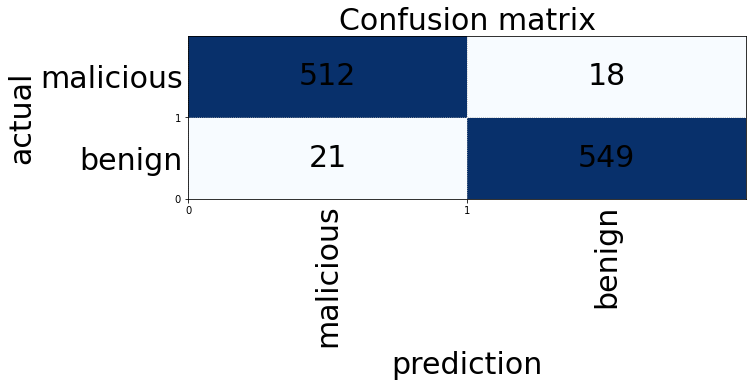 Confusion matrix
actual
malicious 512 18
1
benign 21 549
0
0 1
malicious benign
prediction